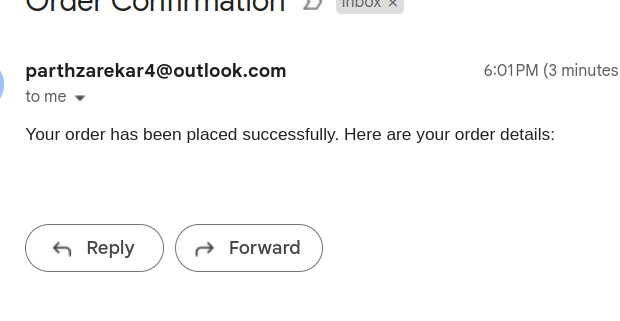 Order Confirmation Inbox ×
parthzarekar4@outlook.com 6:01 PM (3 minutes
to me
Your order has been placed successfully. Here are your order details:
Reply Forward